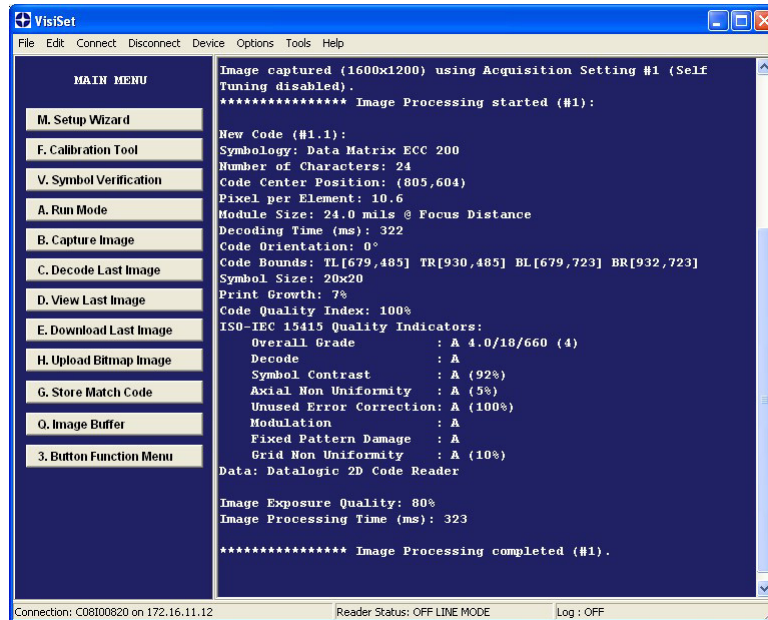 VisiSet
File Edit Connect Disconnect Device Options Tools Help
MAIN MENU
M. Setup Wizard
F. Calibration Tool
V. Symbol Verification
A. Run Mode
B. Capture Image
C. Decode Last Image
D. View Last Image
E. Download Last Image
H. Upload Bitmap Image
G. Store Match Code
Q. Image Buffer
3. Button Function Menu
Image captured (1600x1200) using Acquisition Setting #1 (Self
Tuning disabled).
**************** Image Processing started (#1):
New Code (#1.1):
Symbology: Data Matrix ECC 200
Number of Characters: 24
Code Center Position: (805,604)
Pixel per Element: 10.6
Module Size: 24.0 mils @ Focus Distance
Decoding Time (ms): 322
Code Orientation: 0°
Code Bounds: TL[679,485] TR[930,485] BL[679,723] BR[932,723]
Symbol Size: 20x20
Print Growth: 7%
Code Quality Index: 100%
ISO-IEC 15415 Quality Indicators:
Overall Grade : A 4.0/18/660 (4)
Decode : A
Symbol Contrast : A (92%)
Axial Non Uniformity : A (5%)
Unused Error Correction: A (100%)
Modulation : A
Fixed Pattern Damage : A
Grid Non Uniformity : A (10%)
Data: Datalogic 2D Code Reader
Image Exposure Quality: 80%
Image Processing Time (ms): 323
**************** Image Processing completed (#1).
Connection: C08I00820 on 172.16.11.12
Reader Status: OFF LINE MODE
Log : OFF